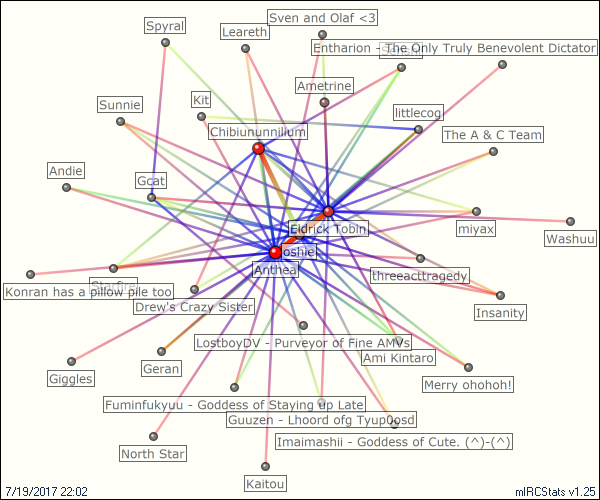 Sven and Olaf <3
Spyral
Leareth
Entharion - The Only Truly Benevolent Dictator
Ametrine
Kit
Sunnie
littlecog
Chibiununnilium
The A & C Team
Andie
Gcat
Eldrick Tobin
miyax
Washuu
oshie
Anthea
threeactragedy
Starfire
Konran has a pillow pile too
Drew's Crazy Sister
Insanity
LostboyDV - Purveyor of Fine AMVs
Ami Kintaro
Geran
Giggles
Merry ohohoh!
Fuminfukyuu - Goddess of Staying up Late
Guuzen - Lhoord ofg Tyup0osd
Imaimashii - Goddess of Cute. (^)-(^)
North Star
Kaitou
7/19/2017 22:02
mIRCStats v1.25